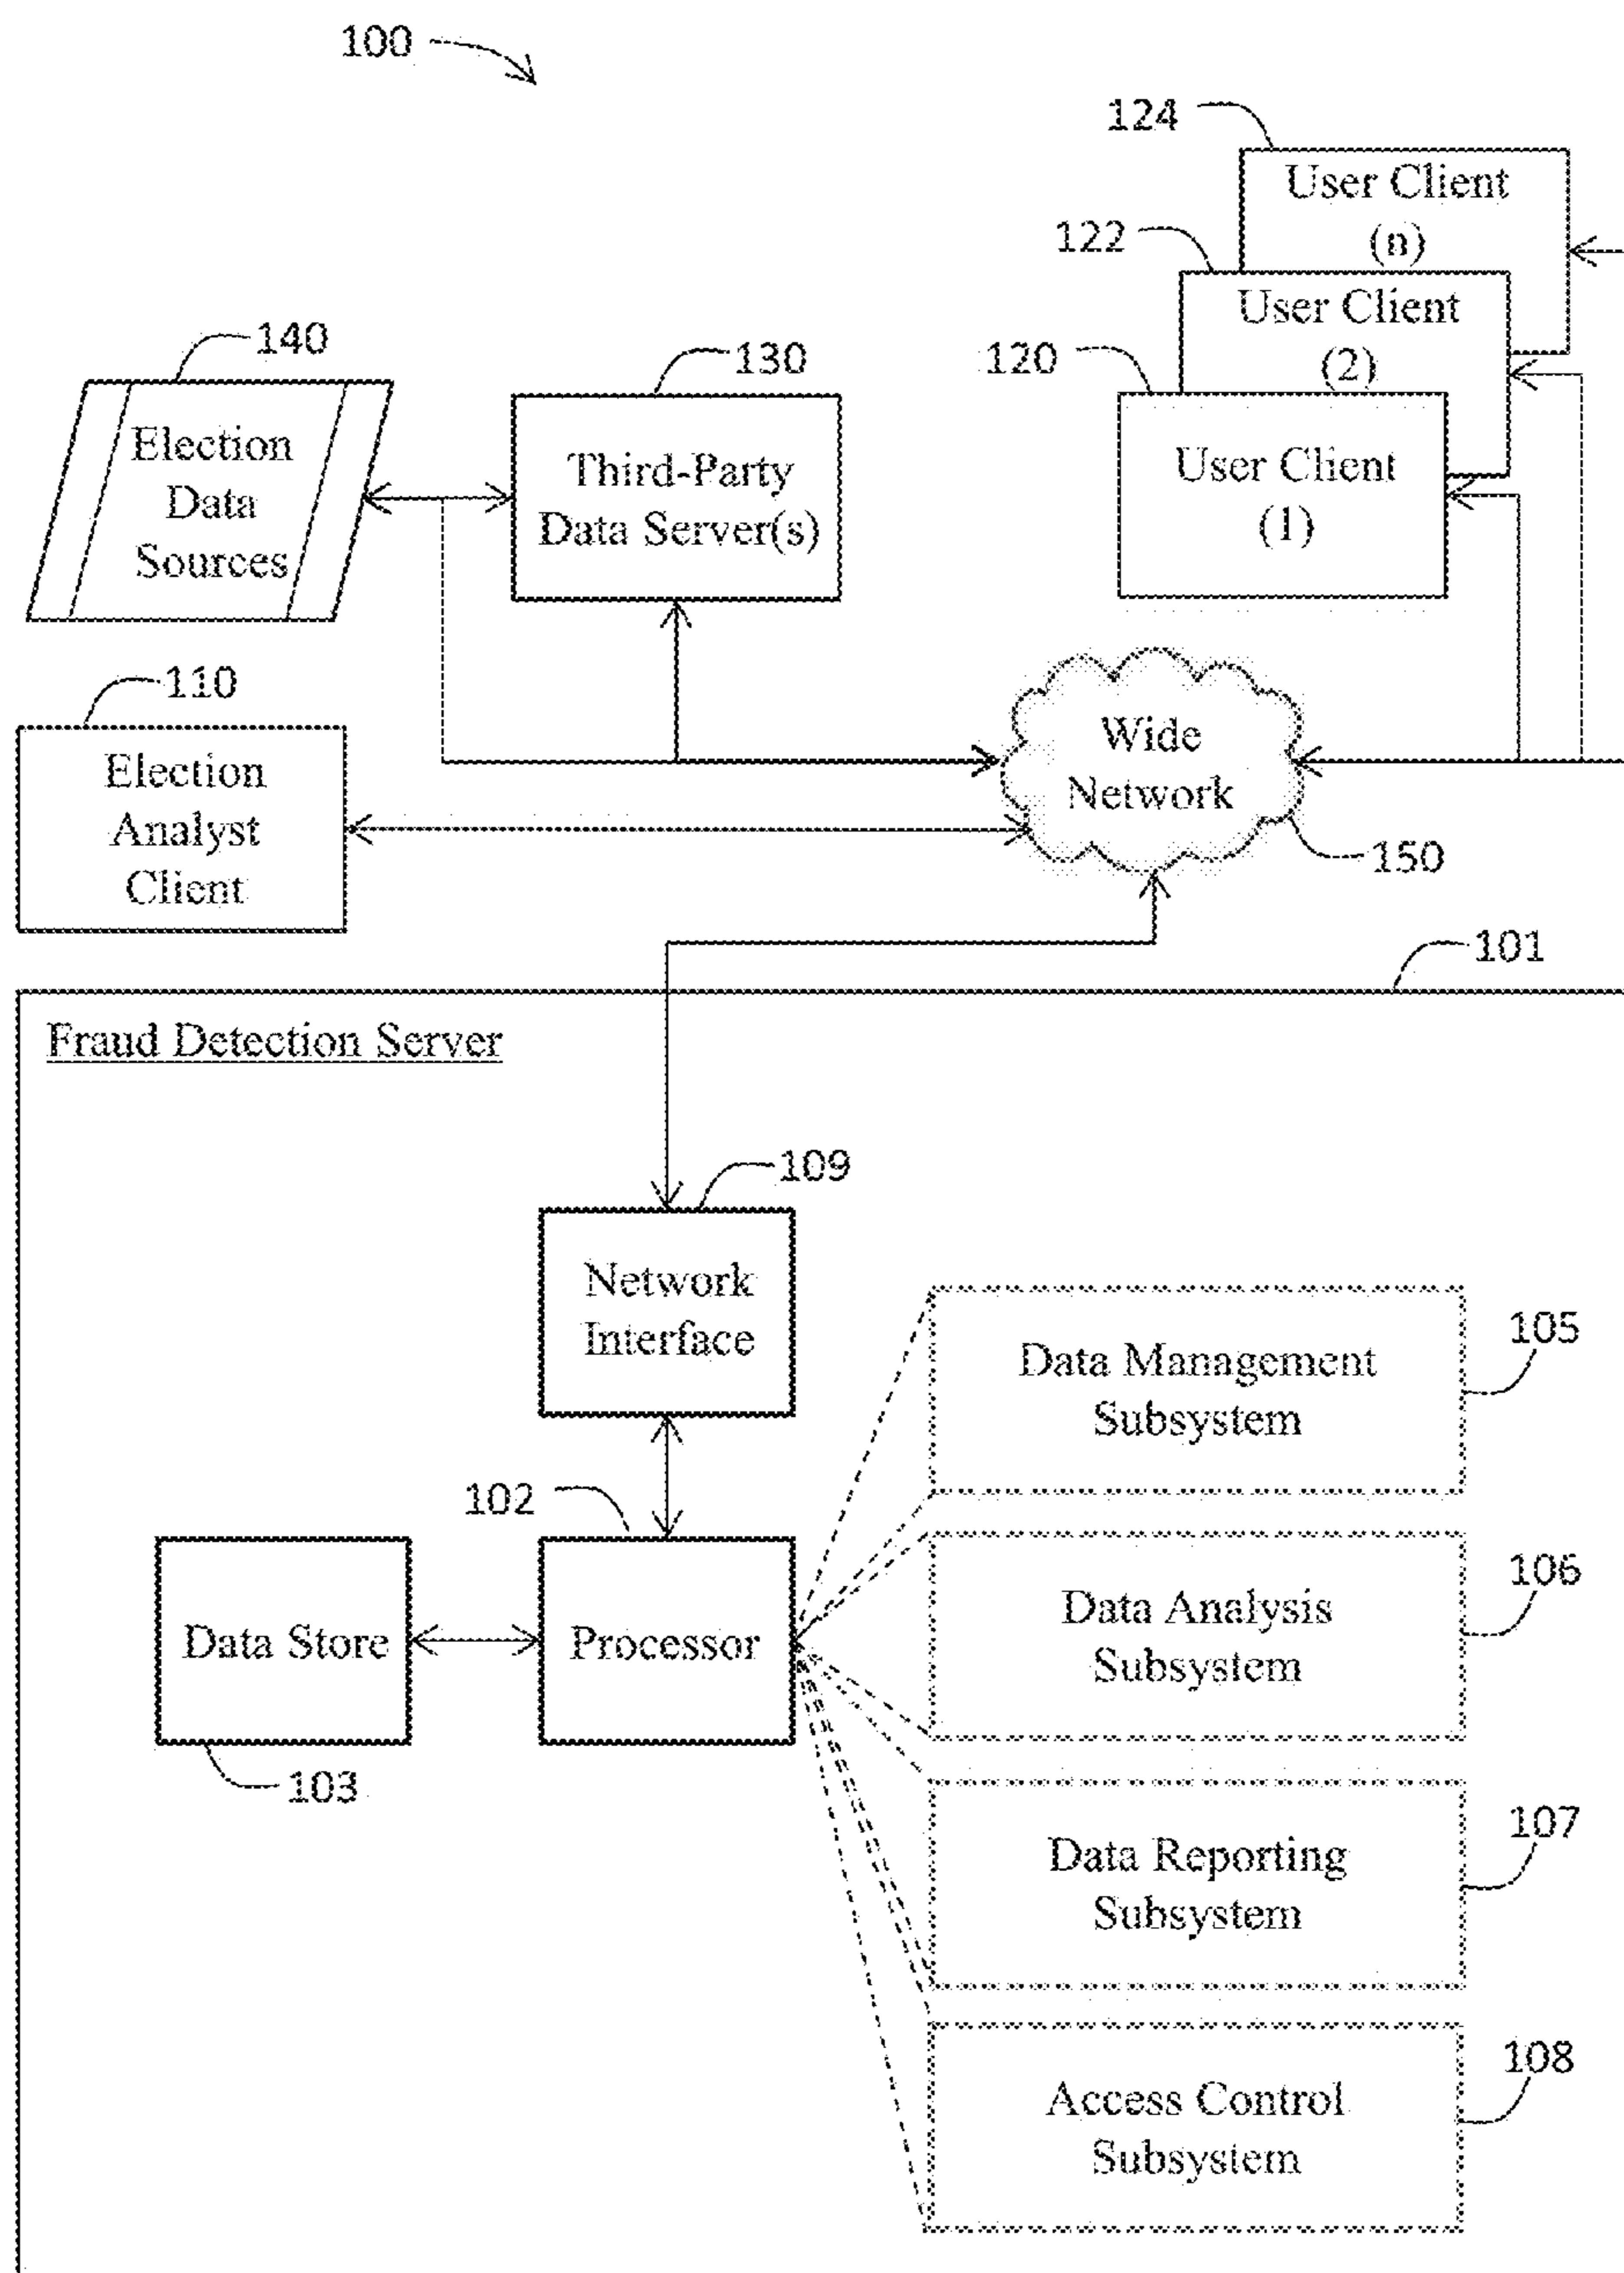 100
124
User Client
(n)
122
User Client
(2)
140
130
120
Election
Data
Sources
Third-Party
Data Server(s)
User Client
(1)
110
Election
Analyst
Client
Wide
Network
150
101
Fraud Detection Server
109
Network
Interface
105
Data Management
Subsystem
102
106
Data Store
Processor
Data Analysis
Subsystem
103
107
Data Reporting
Subsystem
108
Access Control
Subsystem